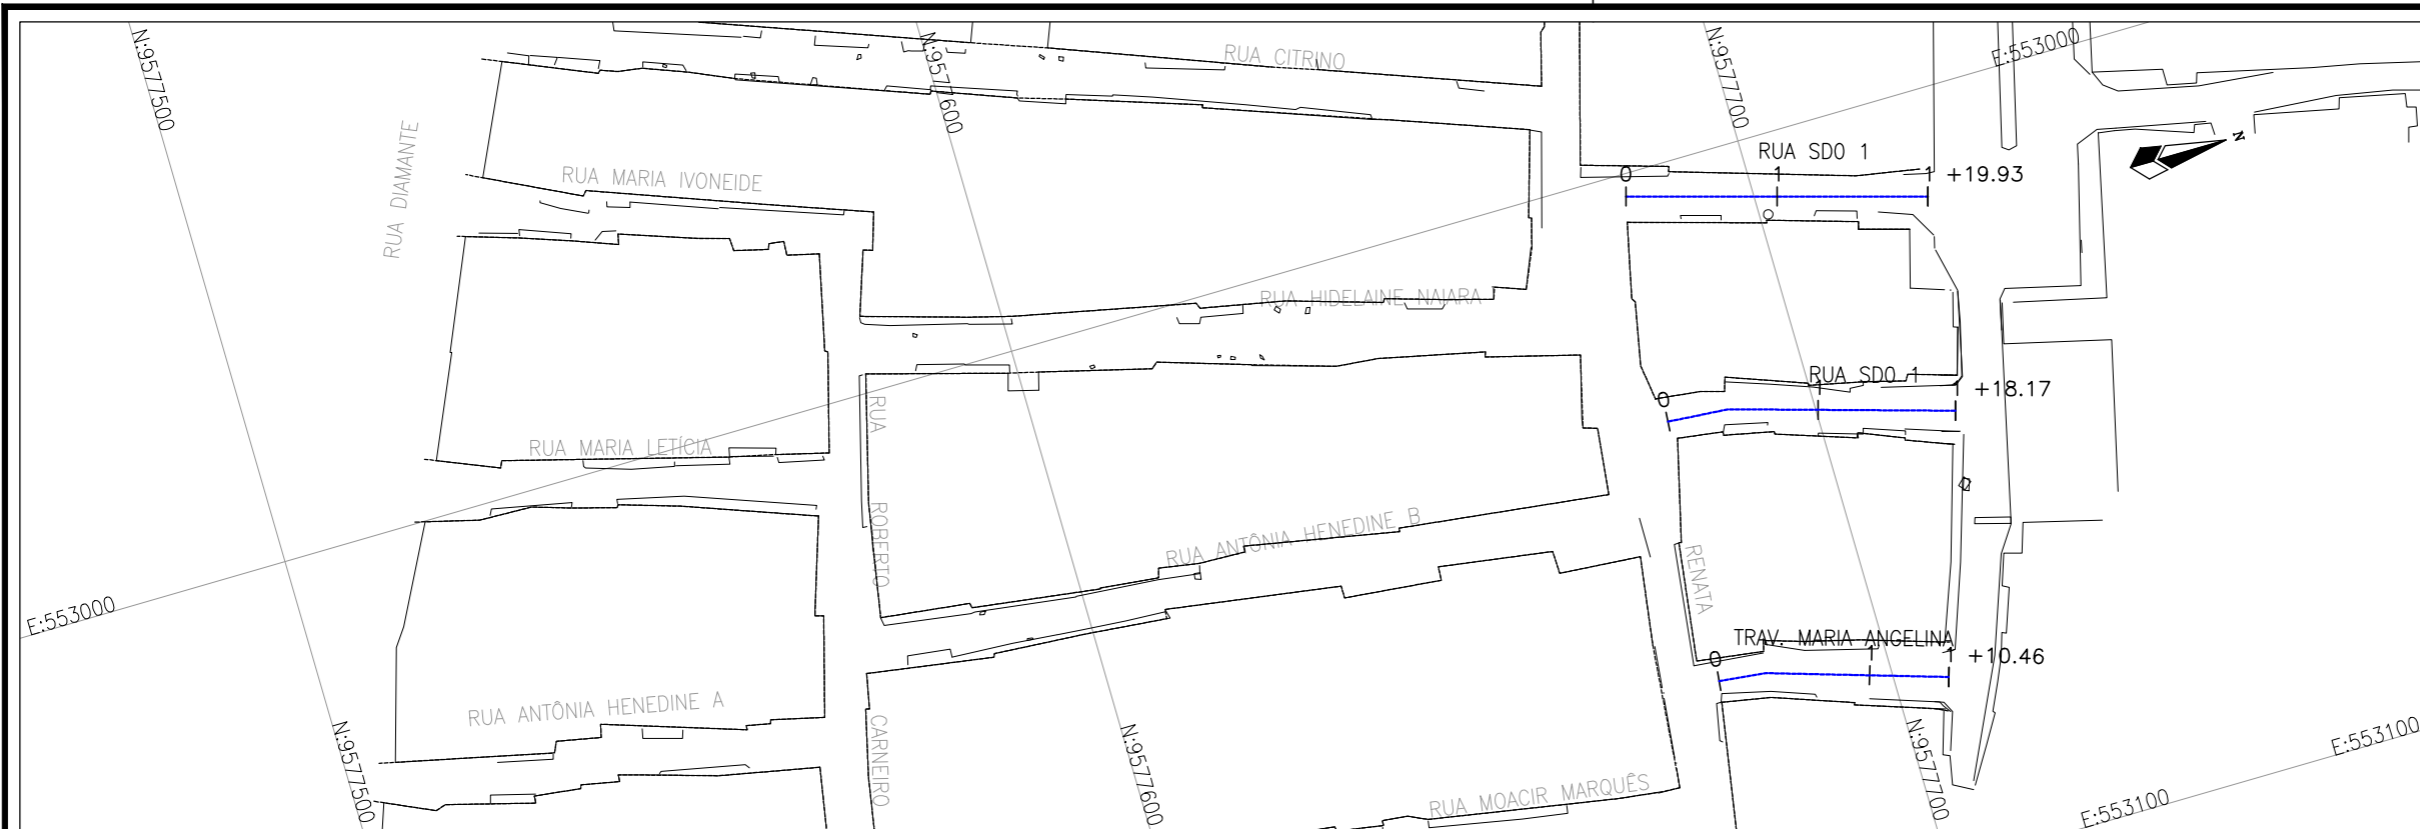 N:9577500
N:9577600
RUA CITRINO
N:9577700
E:553000
N
RUA DIAMANTE
RUA MARIA IVONEIDE
RUA SDO 1
0
1
1 +19.93
RUA HIDELAINE NAIARA
RUA SDO 1
0
1
+18.17
RUA
ROBERTO
CARNEIRO
RUA MARIA LETÍCIA
RUA ANTÔNIA HENEDINE B
RENATA
E:553000
TRAV. MARIA ANGELINA
0
1
1 +10.46
RUA ANTÔNIA HENEDINE A
N:9577500
N:9577600
N:9577700
E:553100
RUA MOACIR MARQUÊS
E:553100